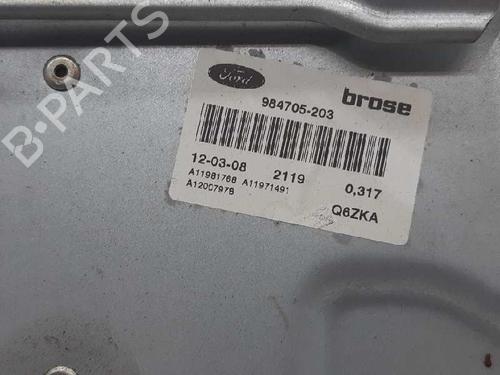 Ford
brose
984705-203
12-03-08 2119 0,317
A11981768 A11971491
A12007978
Q6ZKA
B-PARTS